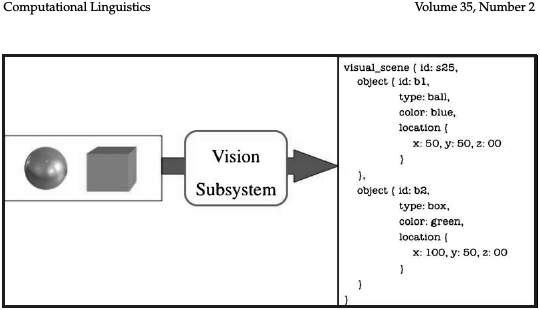 Computational Linguistics
Volume 35, Number 2
Vision
Subsystem
visual_scene { id: s25,
object { id: b1,
type: ball,
color: blue,
location {
x: 50, y: 50, z: 00
}
},
object { id: b2,
type: box,
color: green,
location {
x: 100, y: 50, z: 00
}
}
}